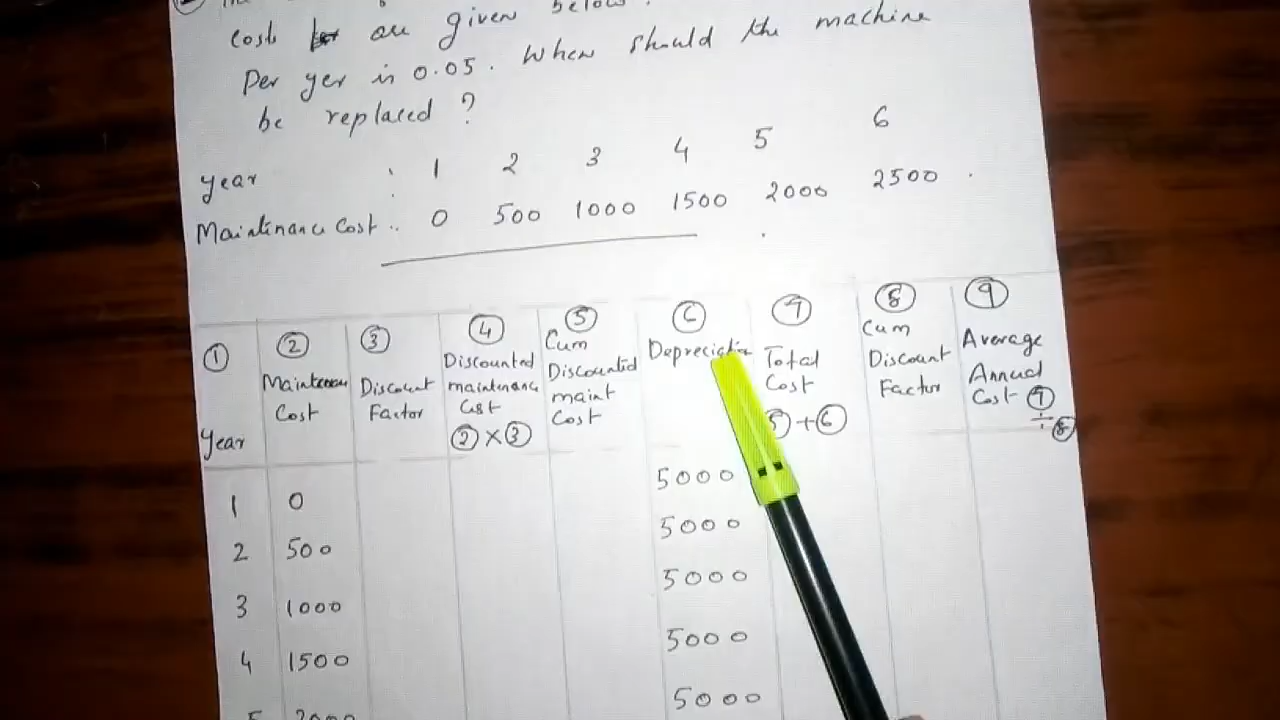 cost are given below.
Per yer is 0.05. When should the machine
be replaced ?
year : 1 2 3 4 5 6
Maintenance Cost : 0 500 1000 1500 2000 2500 .
① ② ③ ④ ⑤ ⑥ ⑦ ⑧ ⑨
Year
Maintenance
Cost
Discount
Factor
Discounted
maintenance
Cost
② × ③
Cum
Discounted
maint
Cost
Depreciation
Total
Cost
⑤ + ⑥
Cum
Discount
Factor
Average
Annual
Cost ⑦
÷ ⑧
1 0 5000
2 500 5000
3 1000 5000
4 1500 5000
5 2000 5000